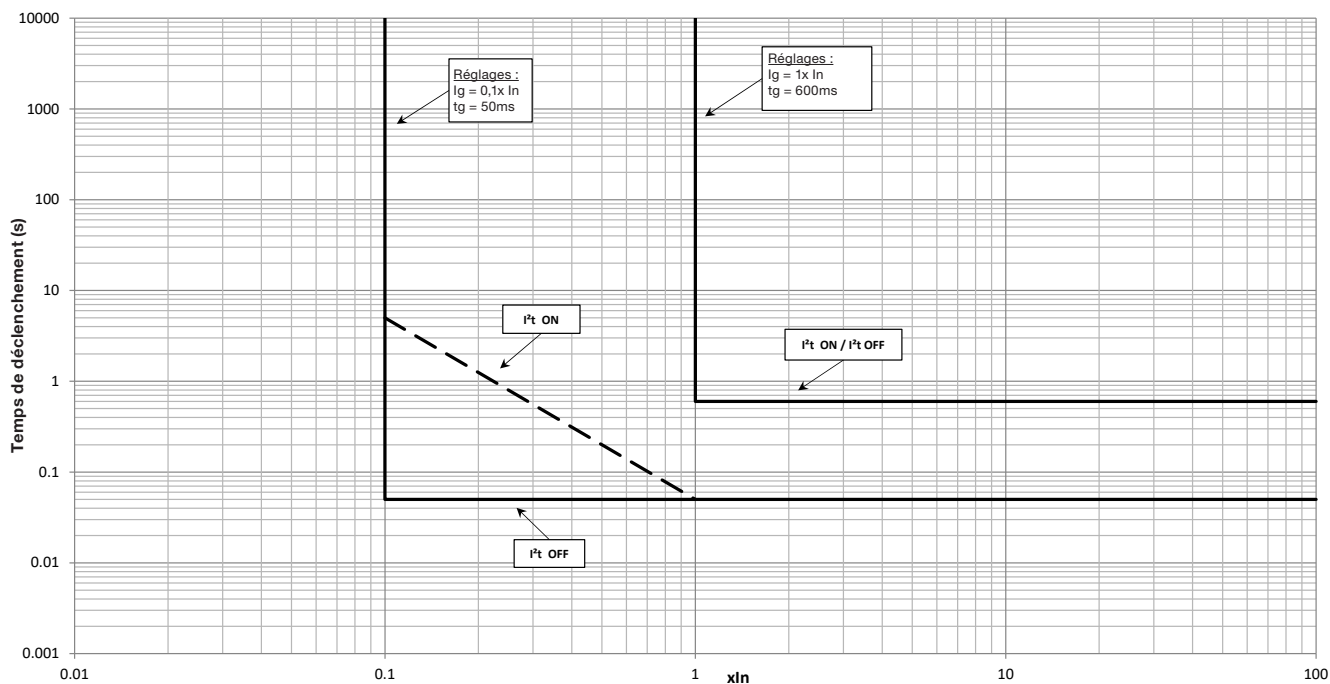 10000
1000
100
10
1
0.1
0.01
0.001
Temps de déclenchement (s)
Réglages :
Ig = 0,1x In
tg = 50ms
Réglages :
Ig = 1x In
tg = 600ms
I²t ON
I²t ON / I²t OFF
I²t OFF
0.01
0.1
1
10
100
xIn